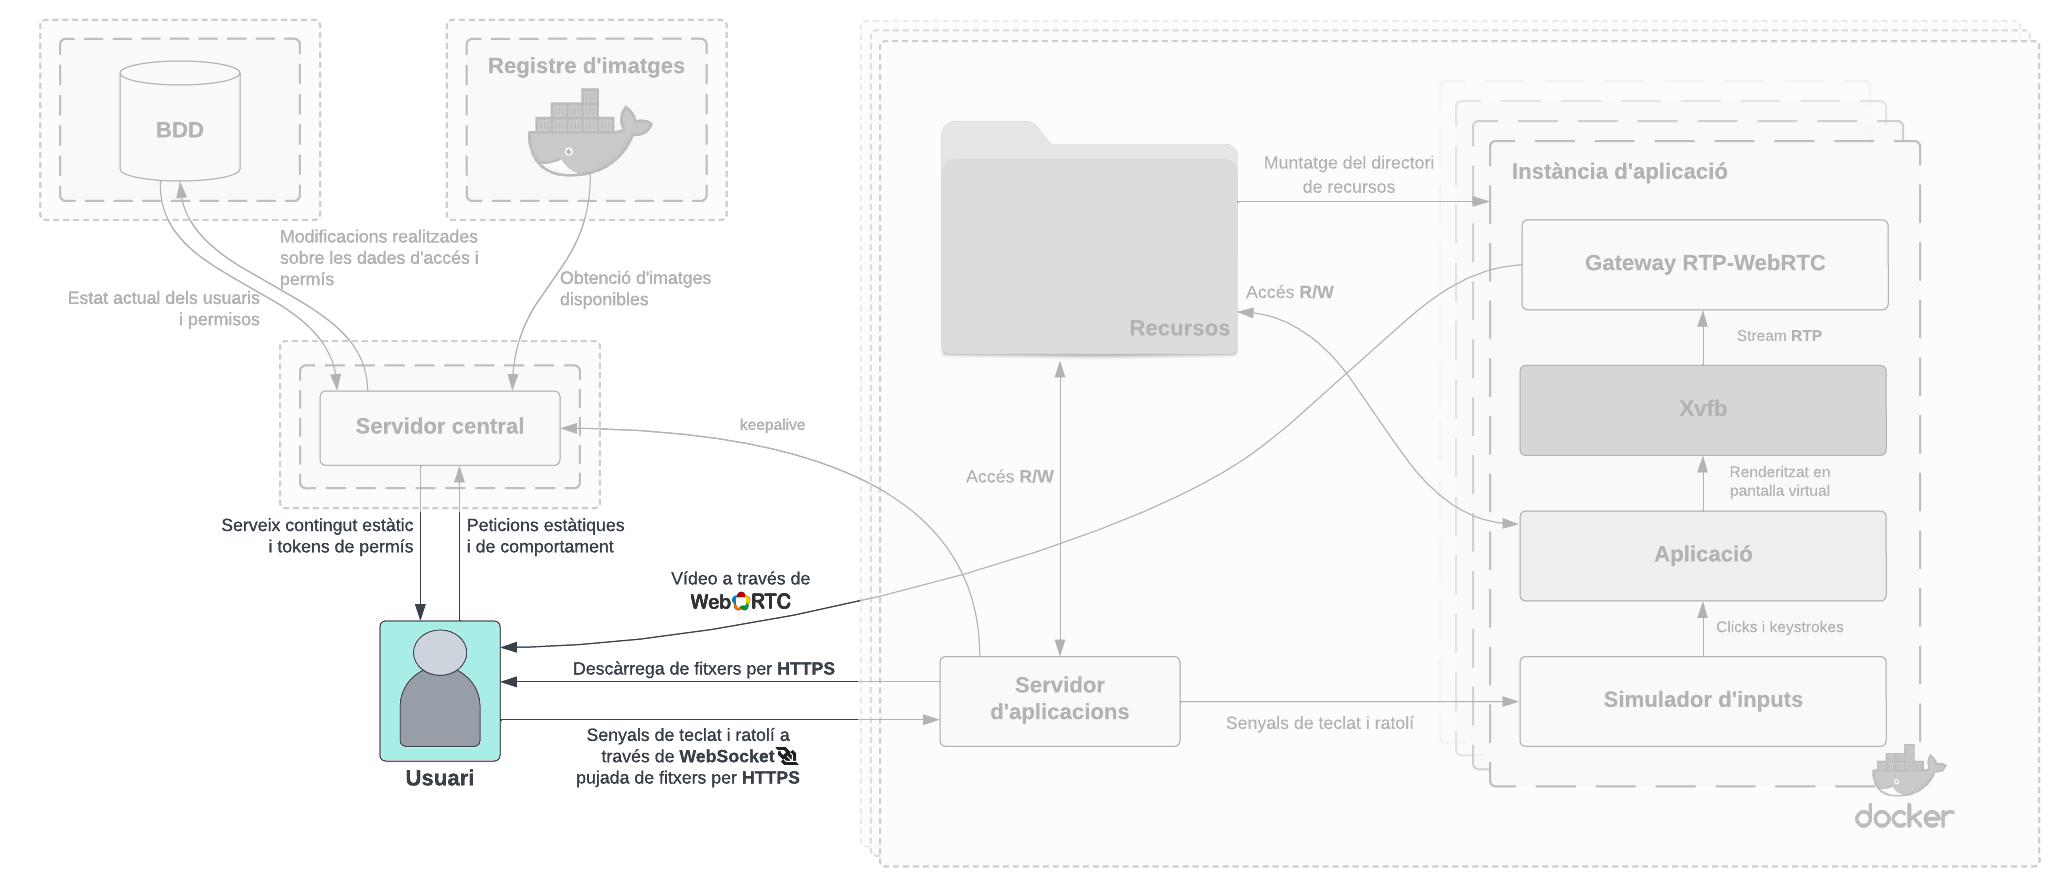 BDD
Registre d'imatges
Modificacions realitzades
sobre les dades d'accés i
permís
Estat actual dels usuaris
i permisos
Obtenció d'imatges
disponibles
Servidor central
keepalive
Serveix contingut estàtic
i tokens de permís
Peticions estàtiques
i de comportament
Vídeo a través de
WebRTC
Descàrrega de fitxers per HTTPS
Senyals de teclat i ratolí a
través de WebSocket
pujada de fitxers per HTTPS
Usuari
Recursos
Muntatge del directori
de recursos
Accés R/W
Accés R/W
Servidor
d'aplicacions
Senyals de teclat i ratolí
Instància d'aplicació
Gateway RTP-WebRTC
Stream RTP
Xvfb
Renderitzat en
pantalla virtual
Aplicació
Clicks i keystrokes
Simulador d'inputs
docker